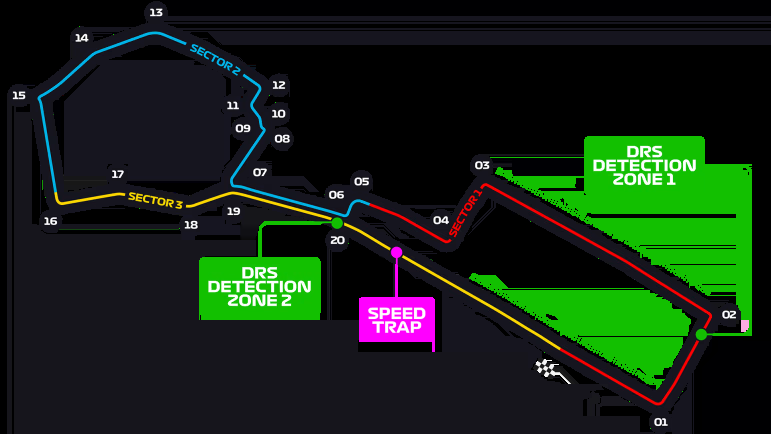 13
14
SECTOR 2
15
12
11
10
09
08
DRS
DETECTION
ZONE 1
03
17
07
05
06
SECTOR 3
SECTOR 1
04
16
18
19
20
DRS
DETECTION
ZONE 2
SPEED
TRAP
02
01